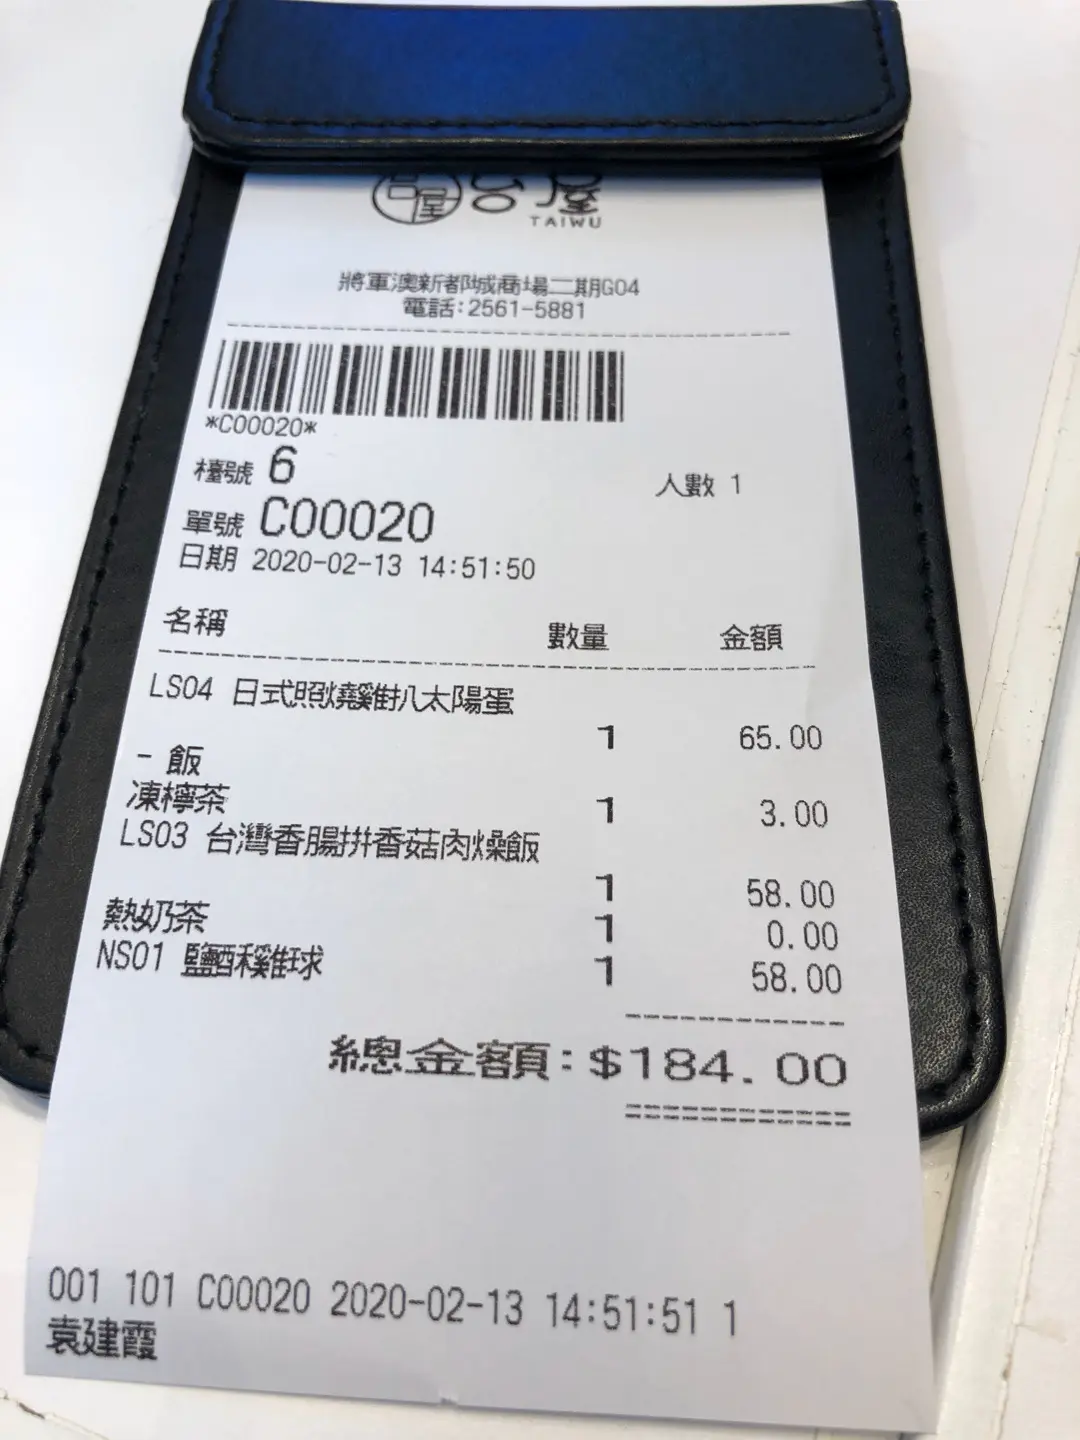 台屋 台屋
TAIWU
將軍澳新都城商場二期G04
電話:2561-5881
*C00020*
檯號 6 人數 1
單號 C00020
日期 2020-02-13 14:51:50
名稱 數量 金額
LS04 日式照燒雞扒太陽蛋
1 65.00
- 飯
凍檸茶 1 3.00
LS03 台灣香腸拼香菇肉燥飯
1 58.00
熱奶茶 1 0.00
NS01 鹽酥雞球 1 58.00
總金額:$184.00
001 101 C00020 2020-02-13 14:51:51 1
袁建霞